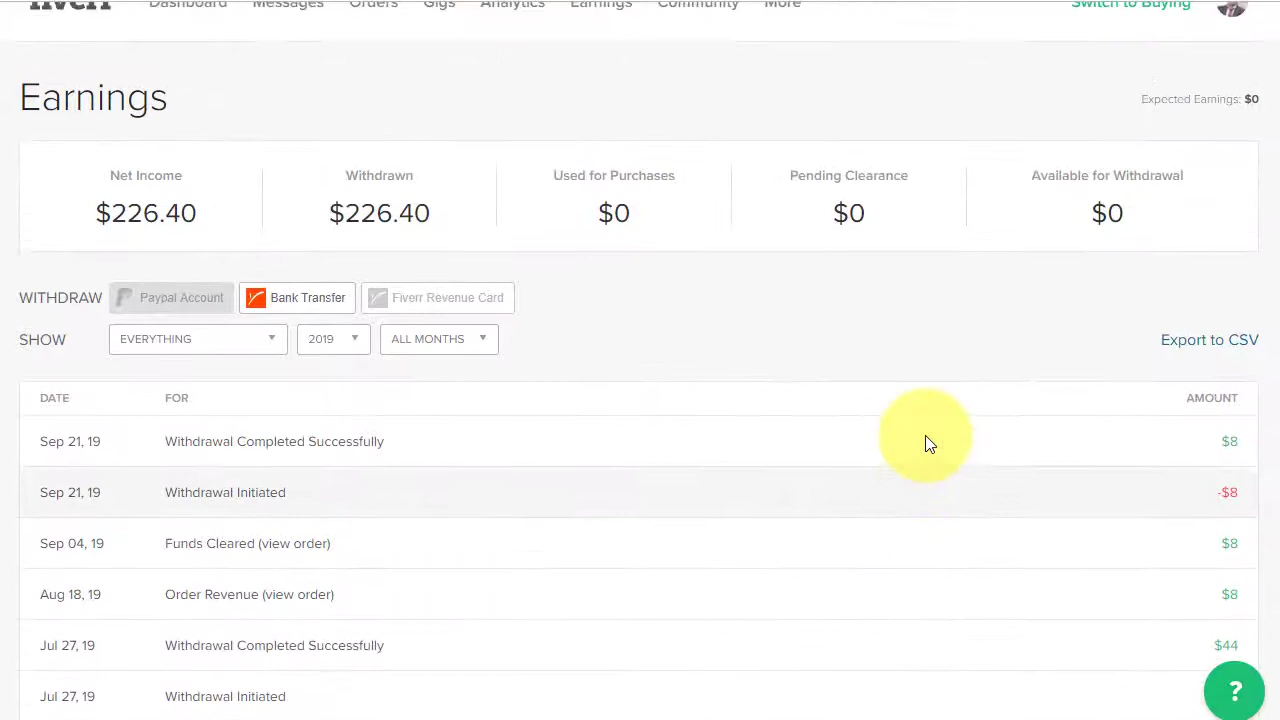 fiverr Dashboard Messages Orders Gigs Analytics Earnings Community More Switch to Buying
Earnings
Expected Earnings: $0
Net Income Withdrawn Used for Purchases Pending Clearance Available for Withdrawal
$226.40 $226.40 $0 $0 $0
WITHDRAW Paypal Account Bank Transfer Fiverr Revenue Card
SHOW EVERYTHING 2019 ALL MONTHS Export to CSV
DATE FOR AMOUNT
Sep 21, 19 Withdrawal Completed Successfully $8
Sep 21, 19 Withdrawal Initiated -$8
Sep 04, 19 Funds Cleared (view order) $8
Aug 18, 19 Order Revenue (view order) $8
Jul 27, 19 Withdrawal Completed Successfully $44
Jul 27, 19 Withdrawal Initiated
?